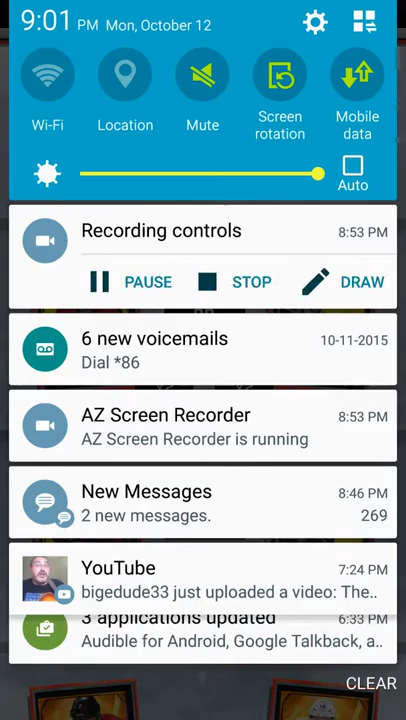 9:01 PM Mon, October 12
Wi-Fi
Location
Mute
Screen
rotation
Mobile
data
Auto
Recording controls 8:53 PM
PAUSE STOP DRAW
6 new voicemails 10-11-2015
Dial *86
AZ Screen Recorder 8:53 PM
AZ Screen Recorder is running
New Messages 8:46 PM
2 new messages. 269
YouTube 7:24 PM
bigedude33 just uploaded a video: The..
3 applications updated 6:33 PM
Audible for Android, Google Talkback, a..
CLEAR